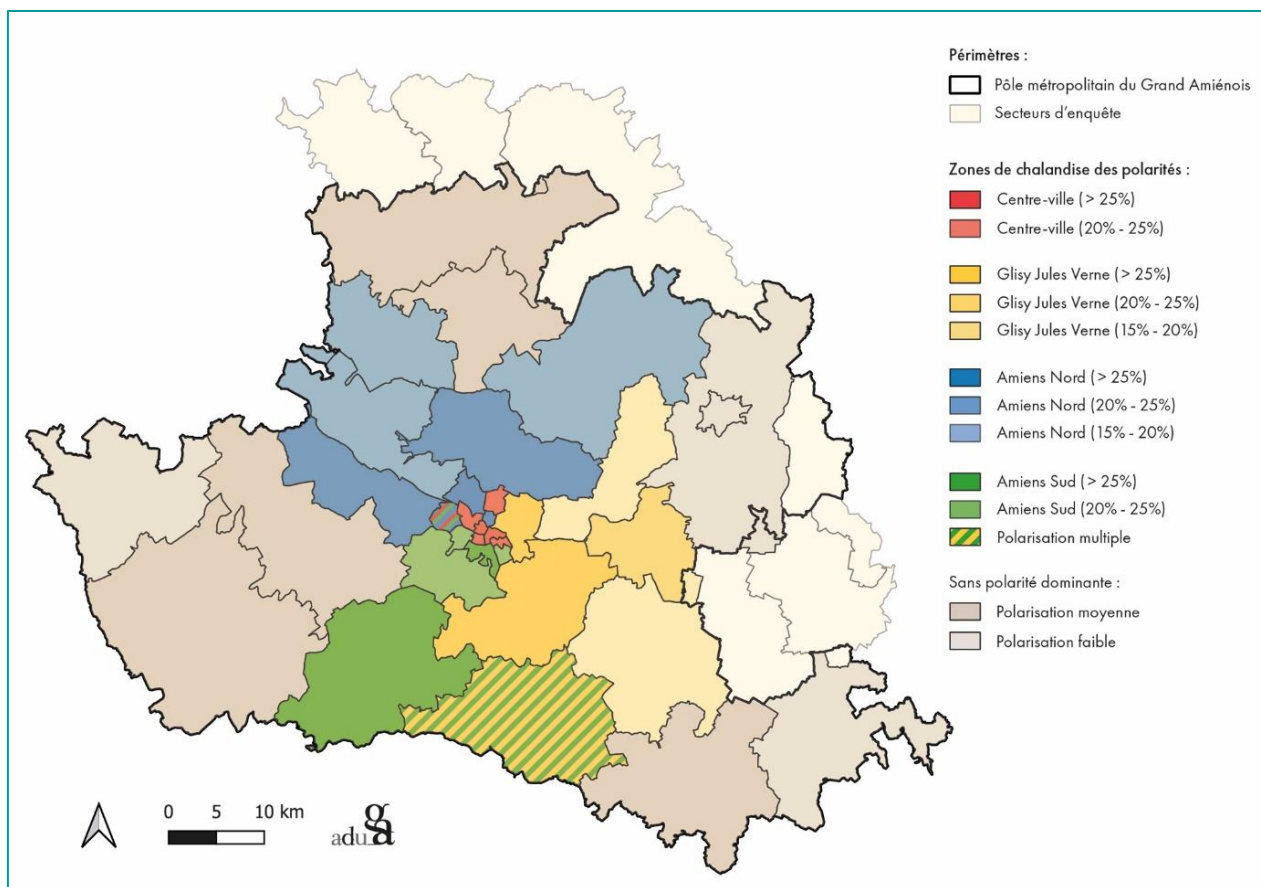 Périmètres :
Pôle métropolitain du Grand Amiénois
Secteurs d'enquête
Zones de chalandise des polarités :
Centre-ville (> 25%)
Centre-ville (20% - 25%)
Glisy Jules Verne (> 25%)
Glisy Jules Verne (20% - 25%)
Glisy Jules Verne (15% - 20%)
Amiens Nord (> 25%)
Amiens Nord (20% - 25%)
Amiens Nord (15% - 20%)
Amiens Sud (> 25%)
Amiens Sud (20% - 25%)
Polarisation multiple
Sans polarité dominante :
Polarisation moyenne
Polarisation faible
0 5 10 km
adu_ga